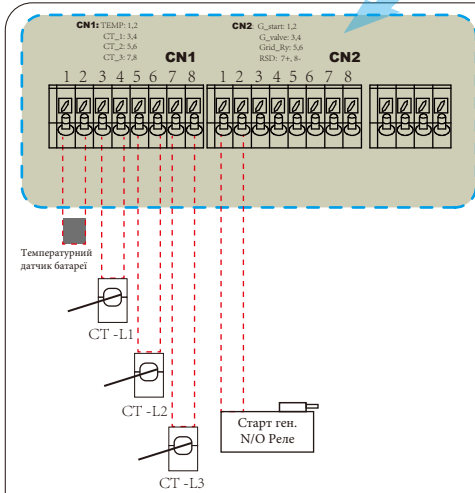 CN1: TEMP: 1,2
CT_1: 3,4
CT_2: 5,6
CT_3: 7,8
CN1
CN2: G_start: 1,2
G_valve: 3,4
Grid_Ry: 5,6
RSD: 7+, 8-
CN2
1 2 3 4 5 6 7 8
1 2 3 4 5 6 7 8
Температурний
датчик батареї
CT -L1
CT -L2
CT -L3
Старт ген.
N/O Реле